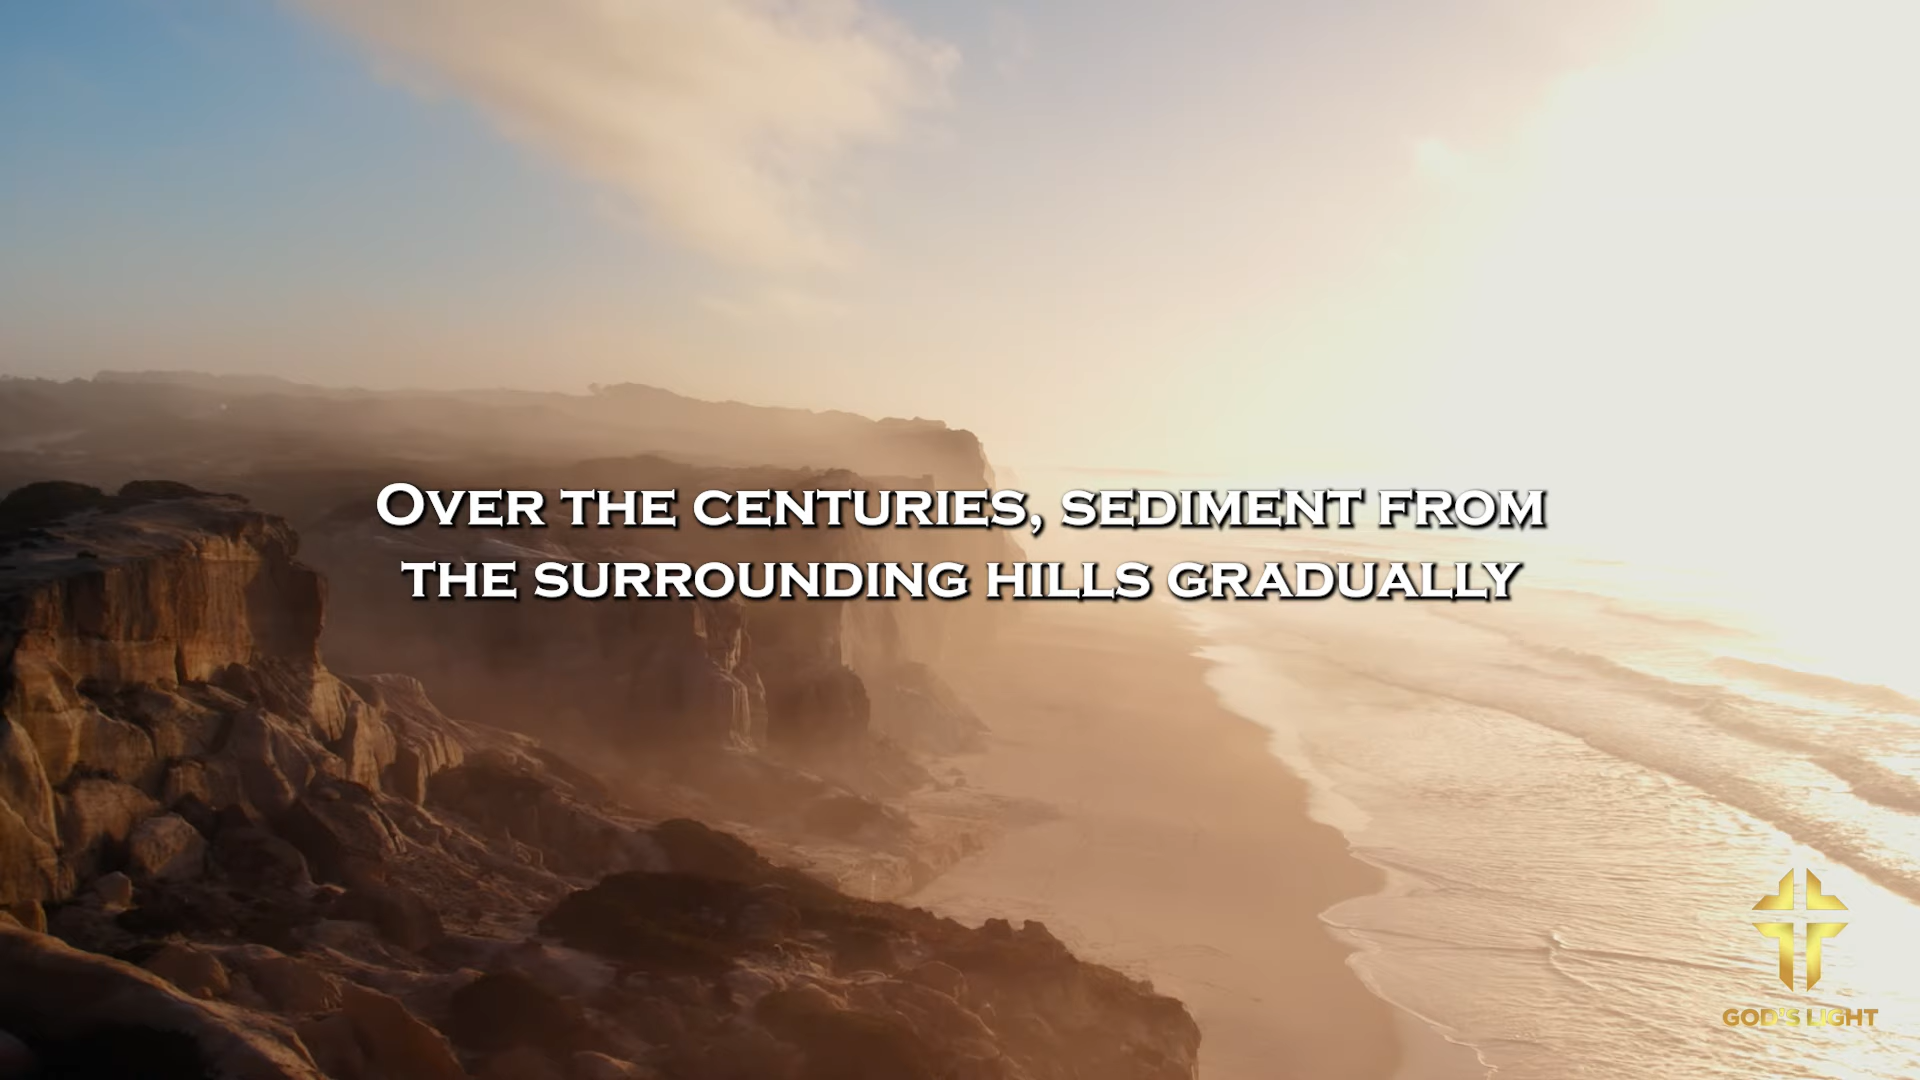 Over the centuries, sediment from
the surrounding hills gradually
GOD'S LIGHT